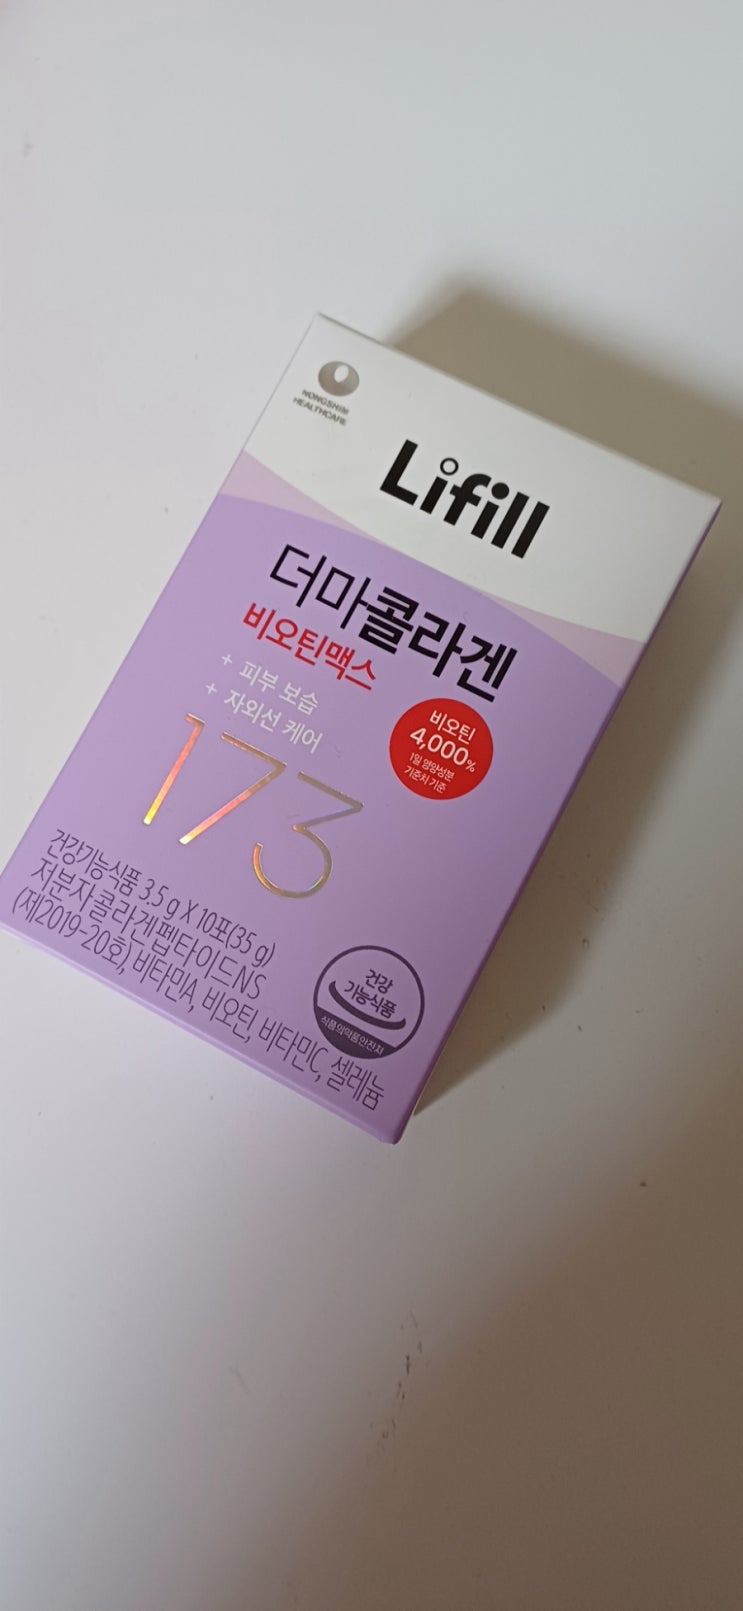 NONGSHIM
HEALTHCARE
Lifill
더마콜라겐
비오틴맥스
+ 피부 보습
+ 자외선 케어
비오틴
4,000%
1일 영양성분
기준치 기준
173
건강기능식품 3.5 g X 10포(35 g)
저분자콜라겐펩타이드NS
(제2019-20호), 비타민A, 비오틴, 비타민C, 셀레늄
건강
기능식품
식품의약품안전처